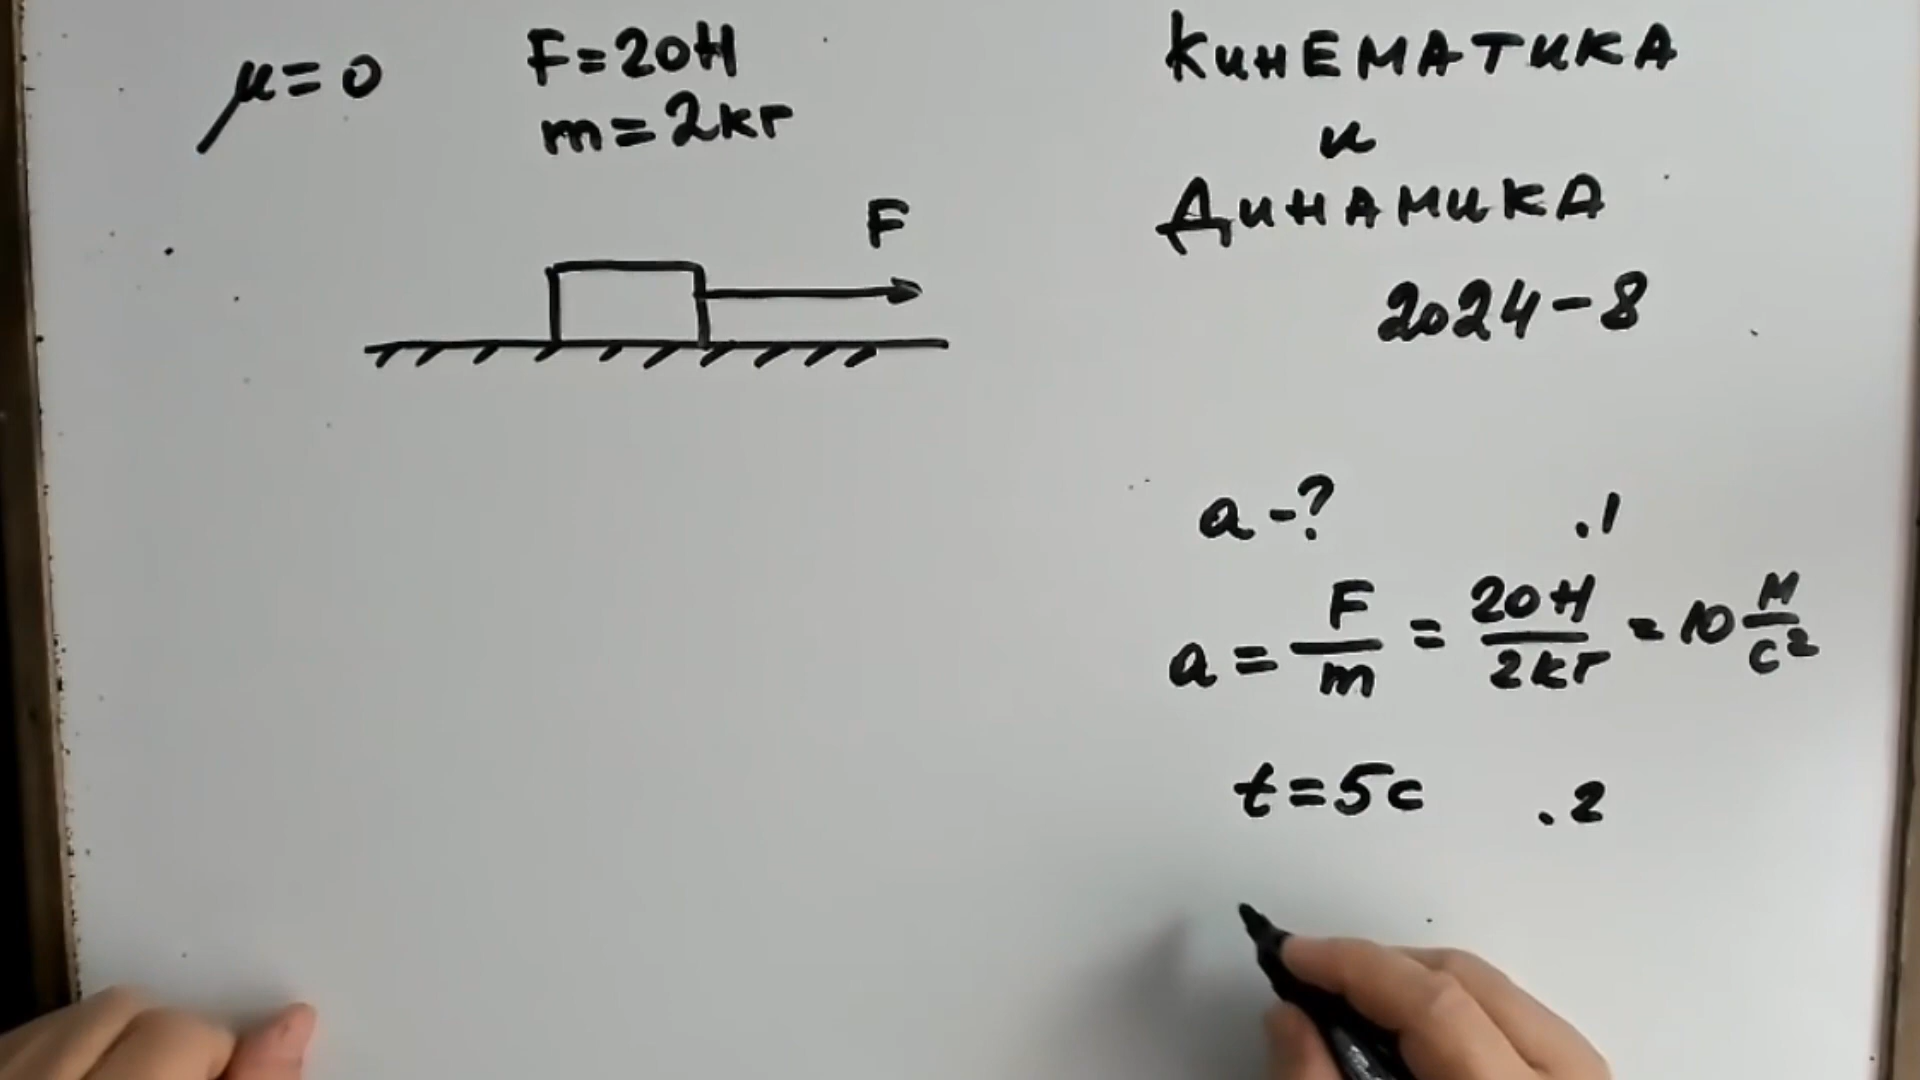 μ=0
F=20Н
m=2кг
F
КИНЕМАТИКА
и
ДИНАМИКА
2024-8
a-? .1
a = F/m = 20Н/2кг = 10 м/с²
t=5с .2